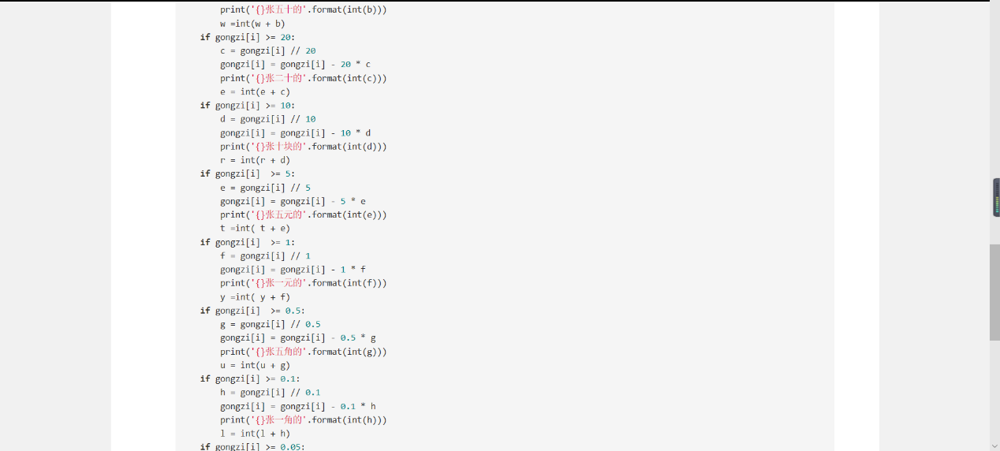 print('{}张五十的'.format(int(b)))
w =int(w + b)
if gongzi[i] >= 20:
c = gongzi[i] // 20
gongzi[i] = gongzi[i] - 20 * c
print('{}张二十的'.format(int(c)))
e = int(e + c)
if gongzi[i] >= 10:
d = gongzi[i] // 10
gongzi[i] = gongzi[i] - 10 * d
print('{}张十块的'.format(int(d)))
r = int(r + d)
if gongzi[i]  >= 5:
e = gongzi[i] // 5
gongzi[i] = gongzi[i] - 5 * e
print('{}张五元的'.format(int(e)))
t =int( t + e)
if gongzi[i]  >= 1:
f = gongzi[i] // 1
gongzi[i] = gongzi[i] - 1 * f
print('{}张一元的'.format(int(f)))
y =int( y + f)
if gongzi[i]  >= 0.5:
g = gongzi[i] // 0.5
gongzi[i] = gongzi[i] - 0.5 * g
print('{}张五角的'.format(int(g)))
u = int(u + g)
if gongzi[i] >= 0.1:
h = gongzi[i] // 0.1
gongzi[i] = gongzi[i] - 0.1 * h
print('{}张一角的'.format(int(h)))
l = int(l + h)
if gongzi[i] >= 0.05: